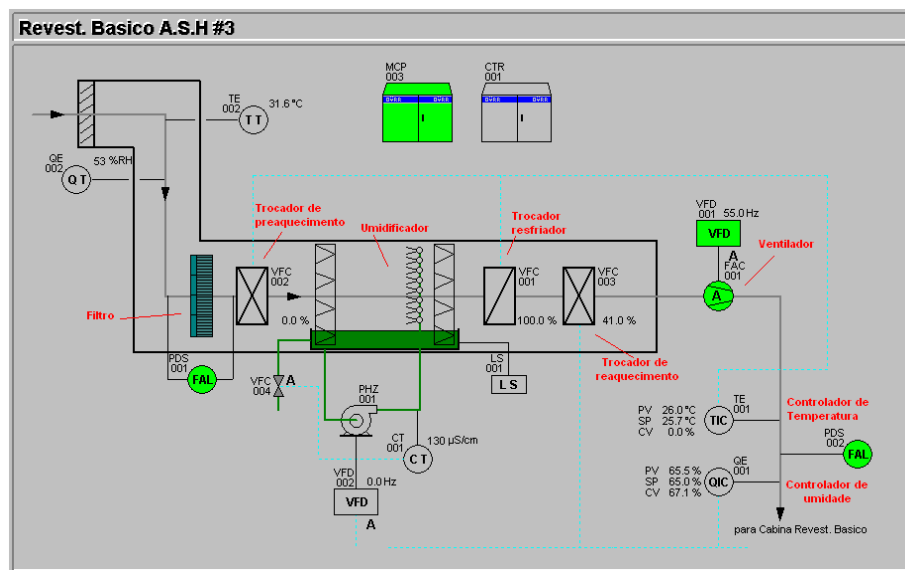 Revest. Basico A.S.H #3
MCP
003
CTR
001
DÜRR DÜRR
DÜRR DÜRR
TE
002
31.6 °C
TT
QE
002
53 %RH
QT
Trocador de
preaquecimento
Umidificador
Trocador
resfriador
VFD
001
55.0 Hz
VFD
A
Ventilador
FAC
001
A
VFC
002
VFC
001
VFC
003
Filtro
0.0 %
100.0 %
41.0 %
PDS
001
FAL
VFC
004
A
LS
001
LS
Trocador de
reaquecimento
PHZ
001
CT
001
130 µS/cm
CT
VFD
002
0.0 Hz
VFD
A
PV 26.0 °C
SP 25.7 °C
CV 0.0 %
TIC
TE
001
Controlador de
Temperatura
PDS
002
FAL
PV 65.5 %
SP 65.0 %
CV 67.1 %
QIC
QE
001
Controlador de
umidade
para Cabina Revest. Basico